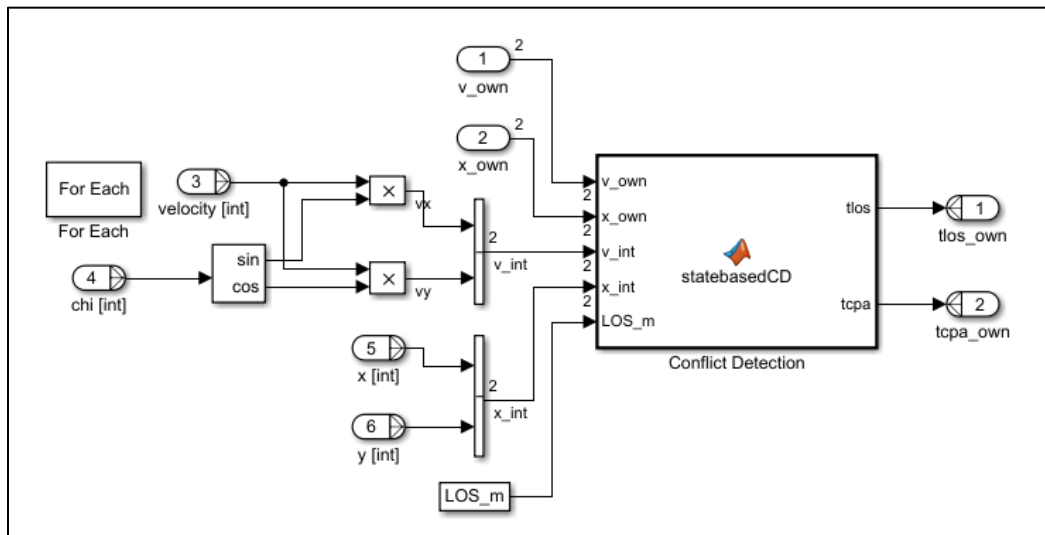 2
1
v_own
2
2
x_own
For Each
For Each
3
velocity [int]
×
vx
sin
cos
4
chi [int]
×
vy
2
v_int
5
x [int]
6
y [int]
2
x_int
LOS_m
v_own
2
x_own
2
v_int
2
x_int
2
LOS_m
statebasedCD
tlos
tcpa
Conflict Detection
1
tlos_own
2
tcpa_own